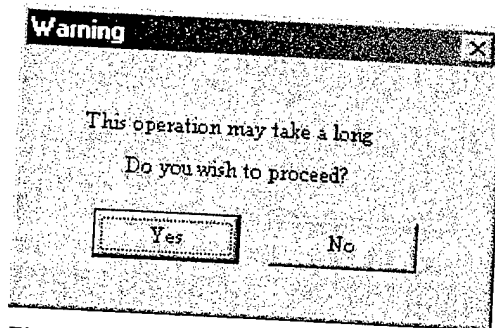 Warning
This operation may take a long
Do you wish to proceed?
Yes
No